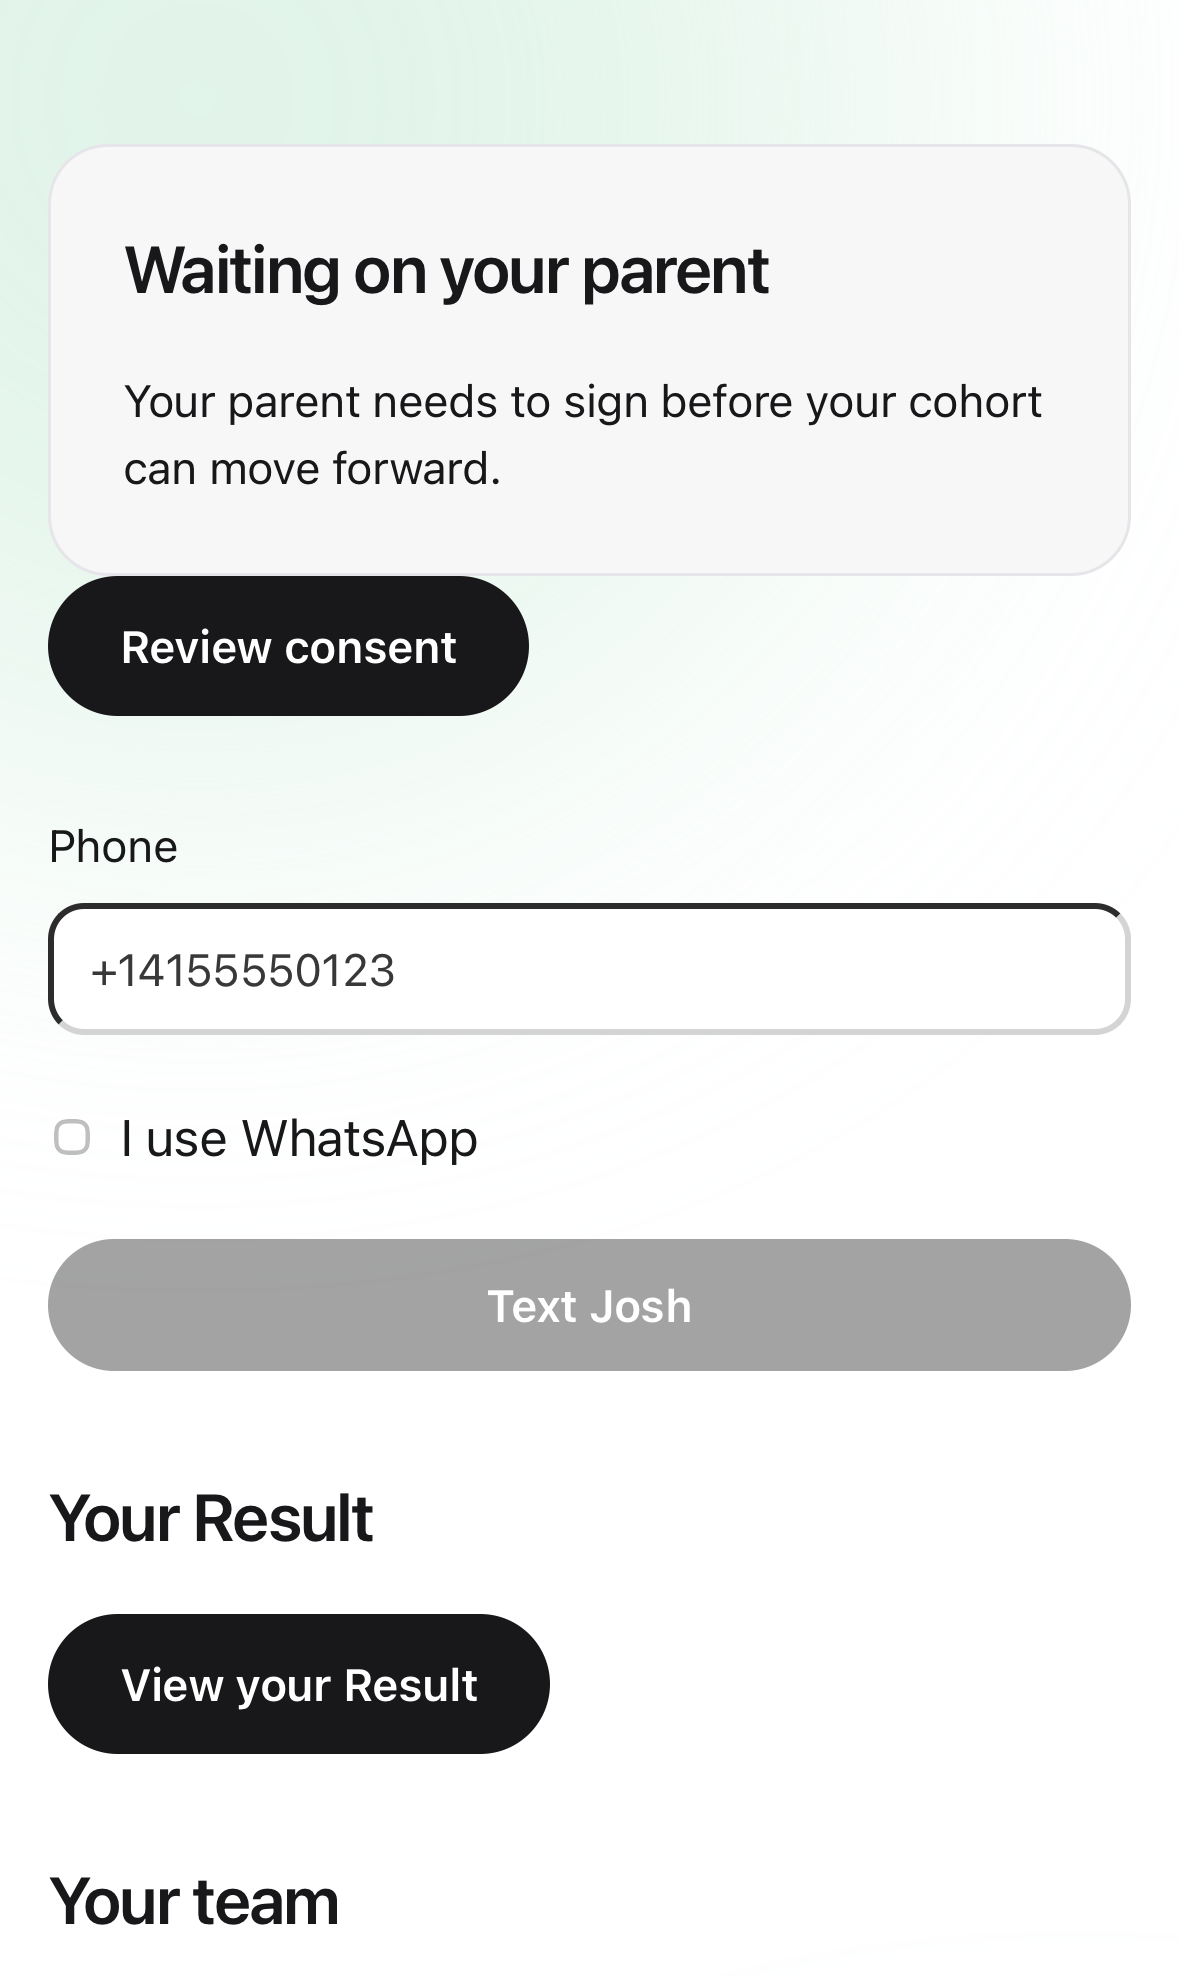 Waiting on your parent
Your parent needs to sign before your cohort
can move forward.
Review consent
Phone
+14155550123
I use WhatsApp
Text Josh
Your Result
View your Result
Your team